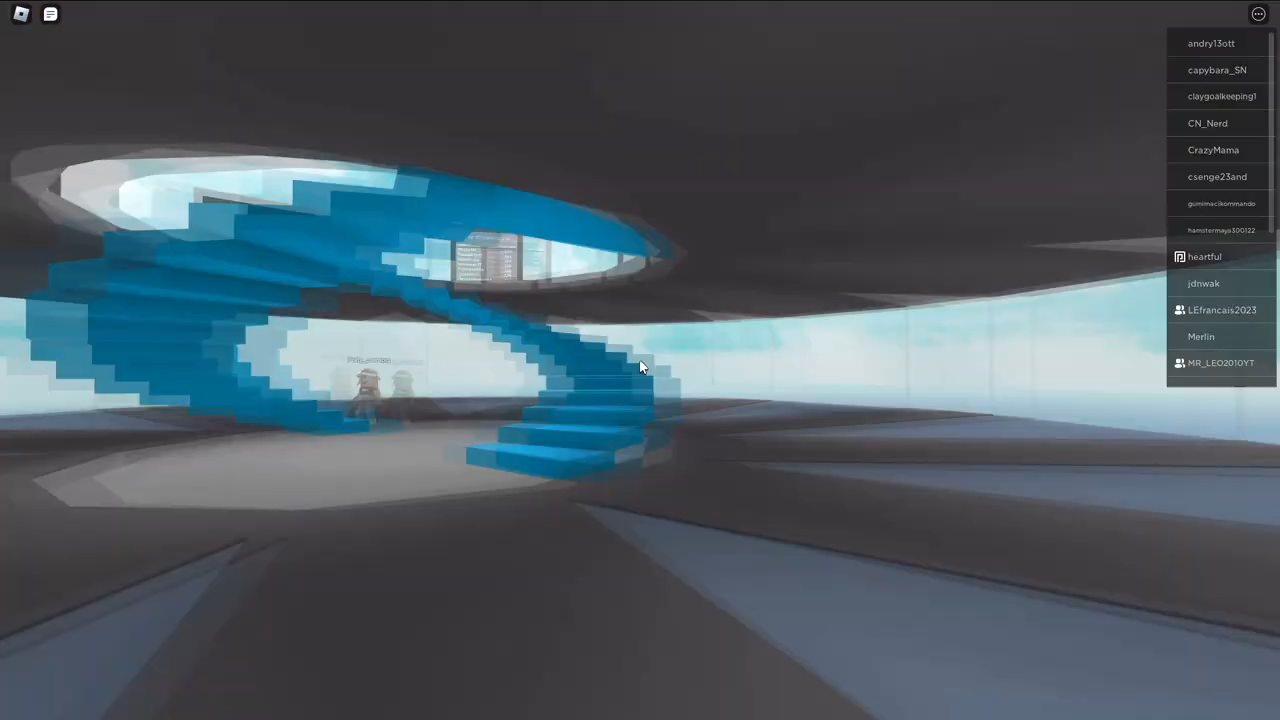 andry13ott
capybara_SN
claygoalkeeping1
CN_Nerd
CrazyMama
csenge23and
gumimacikommando
hamstermaya300122
heartful
jdnwak
LEfrancais2023
Merlin
MR_LEO2010YT